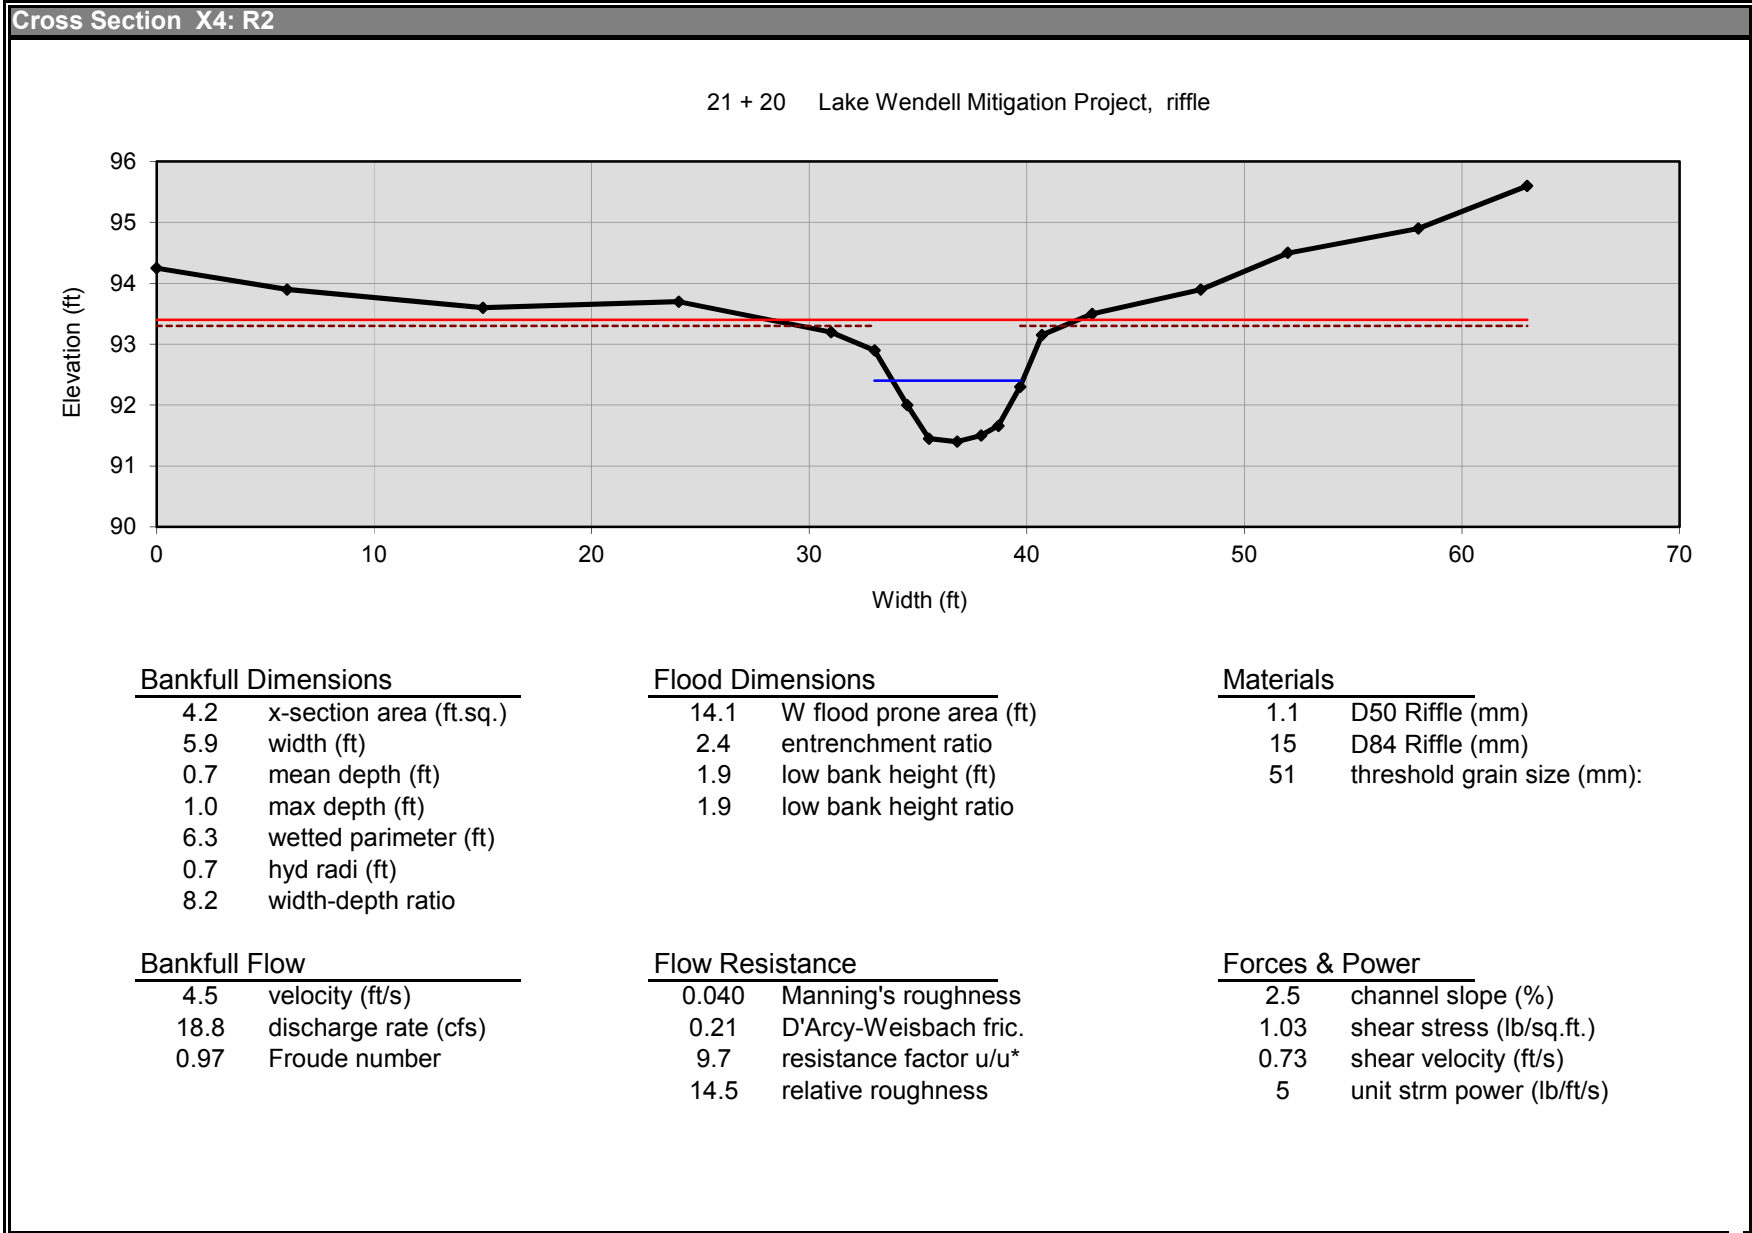 Cross Section X4: R2
21 + 20 Lake Wendell Mitigation Project, riffle
Elevation (ft)
96
95
94
93
92
91
90
0 10 20 30 40 50 60 70
Width (ft)
Bankfull Dimensions
4.2 x-section area (ft.sq.)
5.9 width (ft)
0.7 mean depth (ft)
1.0 max depth (ft)
6.3 wetted parimeter (ft)
0.7 hyd radi (ft)
8.2 width-depth ratio
Flood Dimensions
14.1 W flood prone area (ft)
2.4 entrenchment ratio
1.9 low bank height (ft)
1.9 low bank height ratio
Materials
1.1 D50 Riffle (mm)
15 D84 Riffle (mm)
51 threshold grain size (mm):
Bankfull Flow
4.5 velocity (ft/s)
18.8 discharge rate (cfs)
0.97 Froude number
Flow Resistance
0.040 Manning's roughness
0.21 D'Arcy-Weisbach fric.
9.7 resistance factor u/u*
14.5 relative roughness
Forces & Power
2.5 channel slope (%)
1.03 shear stress (lb/sq.ft.)
0.73 shear velocity (ft/s)
5 unit strm power (lb/ft/s)